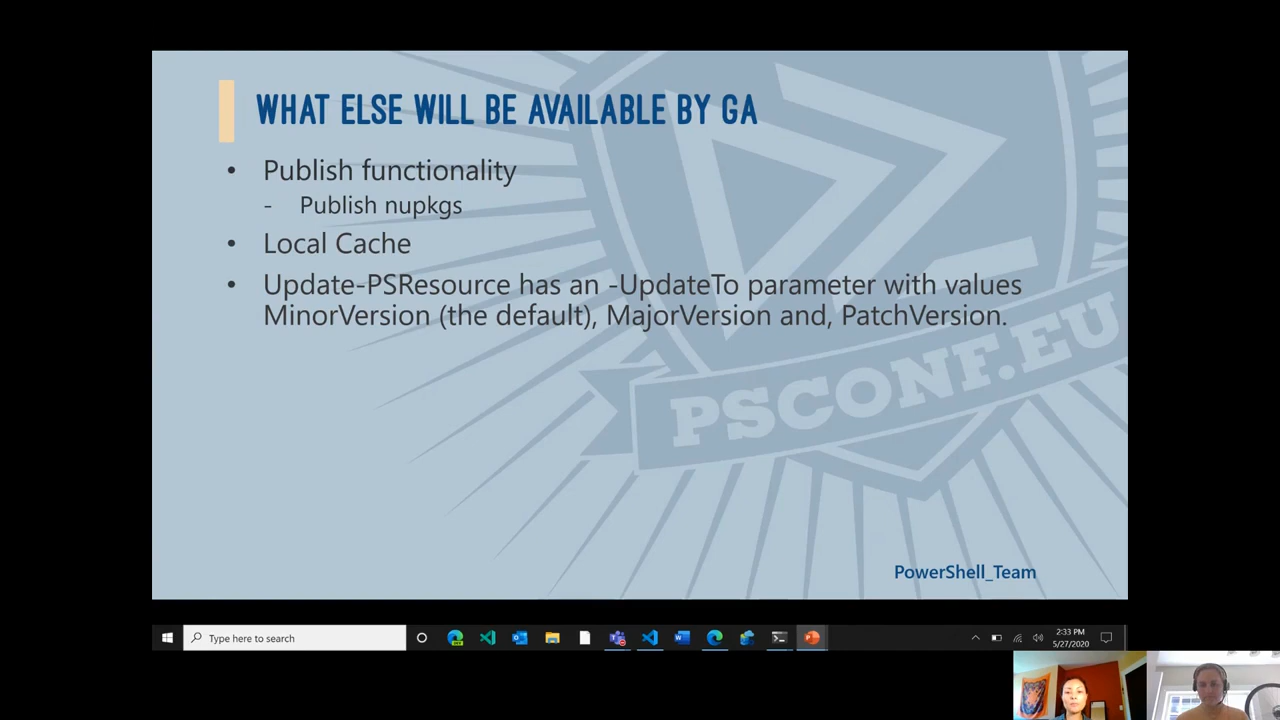 WHAT ELSE WILL BE AVAILABLE BY GA
• Publish functionality
- Publish nupkgs
• Local Cache
• Update-PSResource has an -UpdateTo parameter with values
MinorVersion (the default), MajorVersion and, PatchVersion.
PSCONF.EU
PowerShell_Team
Type here to search
2:33 PM
5/27/2020